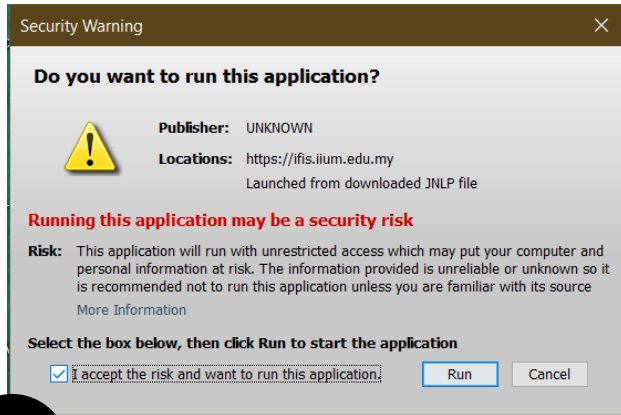 Security Warning
Do you want to run this application?
Publisher: UNKNOWN
Locations: https://ifis.iium.edu.my
Launched from downloaded JNLP file
Running this application may be a security risk
Risk: This application will run with unrestricted access which may put your computer and
personal information at risk. The information provided is unreliable or unknown so it
is recommended not to run this application unless you are familiar with its source
More Information
Select the box below, then click Run to start the application
I accept the risk and want to run this application. Run Cancel